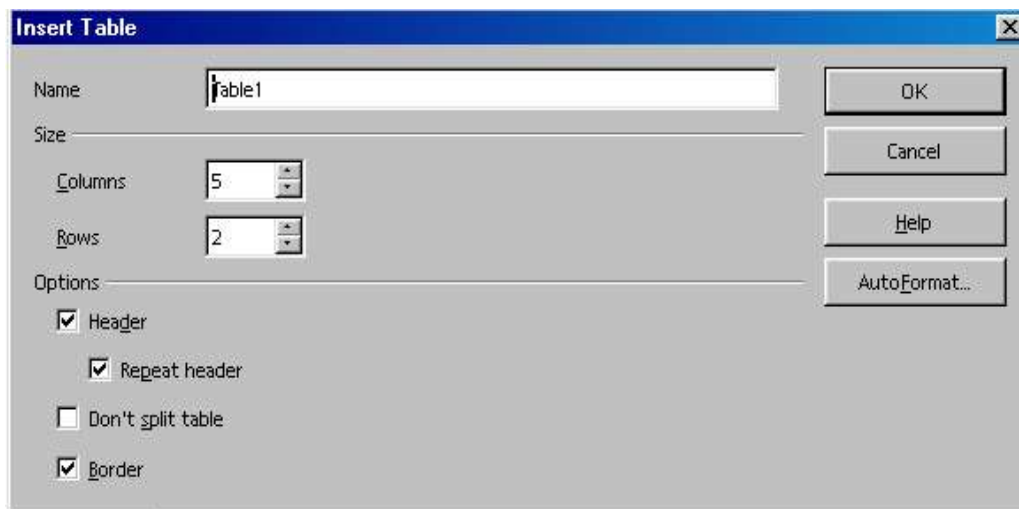 Insert Table
Name Table1 OK
Size
Cancel
Columns 5
Rows 2 Help
Options AutoFormat...
Header
Repeat header
Don't split table
Border